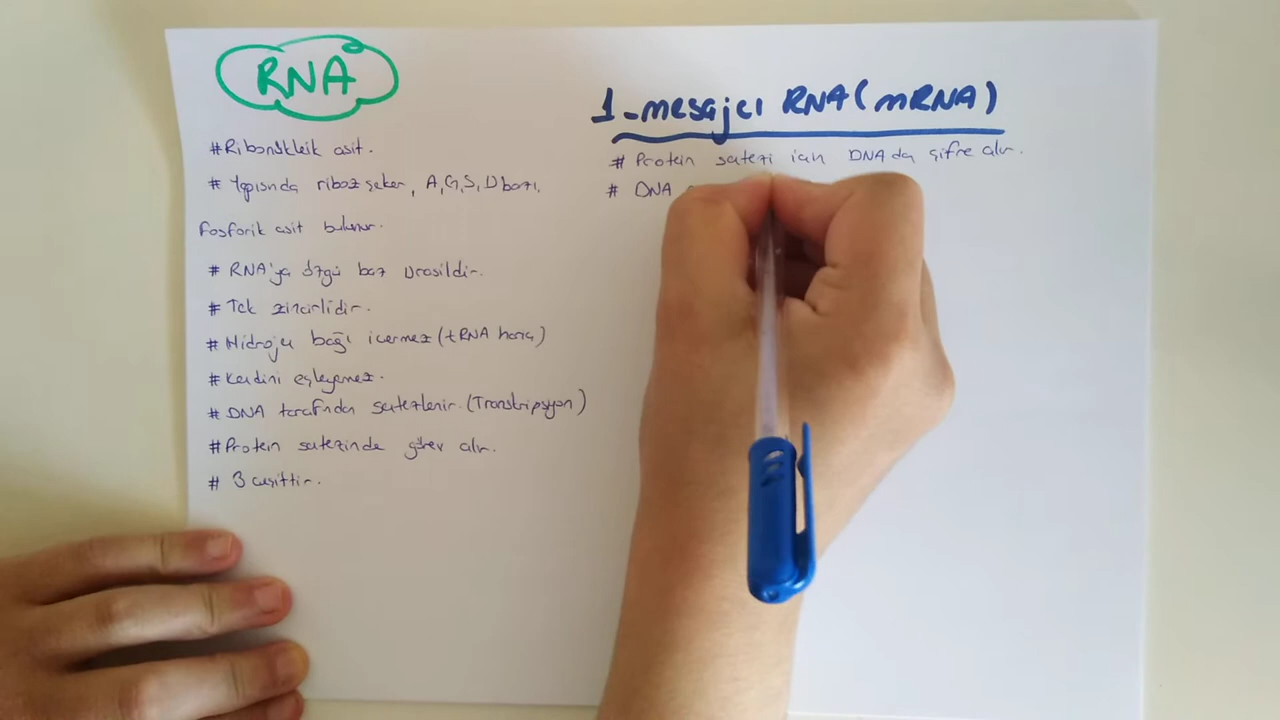 RNA
#Ribonükleik asit.
# Yapısında riboz şeker, A,G,S,U bazı,
fosforik asit bulunur.
# RNA'ya özgü baz Urasildir.
# Tek zincirlidir.
# Hidrojen bağı içermez (tRNA hariç)
#Kendini eşleyemez.
# DNA tarafından sentezlenir. (Transkripsyon)
#Protein sentezinde görev alır.
# 3 çeşittir.
1-mesajcı RNA (mRNA)
# Protein sentezi için DNA da şifre alır.
# DNA